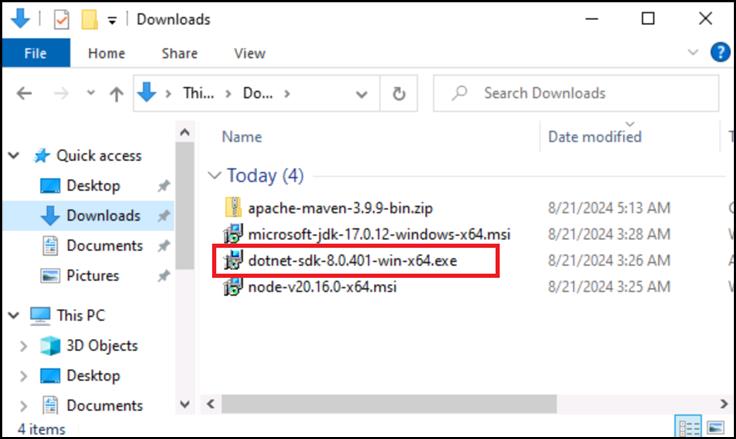 Downloads
File Home Share View
Thi... Do... Search Downloads
Name Date modified
Quick access
Desktop
Downloads
Documents
Pictures
This PC
3D Objects
Desktop
Documents
Today (4)
apache-maven-3.9.9-bin.zip 8/21/2024 5:13 AM
microsoft-jdk-17.0.12-windows-x64.msi 8/21/2024 3:28 AM
dotnet-sdk-8.0.401-win-x64.exe 8/21/2024 3:26 AM
node-v20.16.0-x64.msi 8/21/2024 3:25 AM
4 items